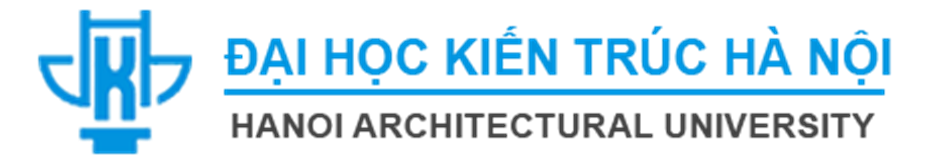 ĐẠI HỌC KIẾN TRÚC HÀ NỘI
HANOI ARCHITECTURAL UNIVERSITY